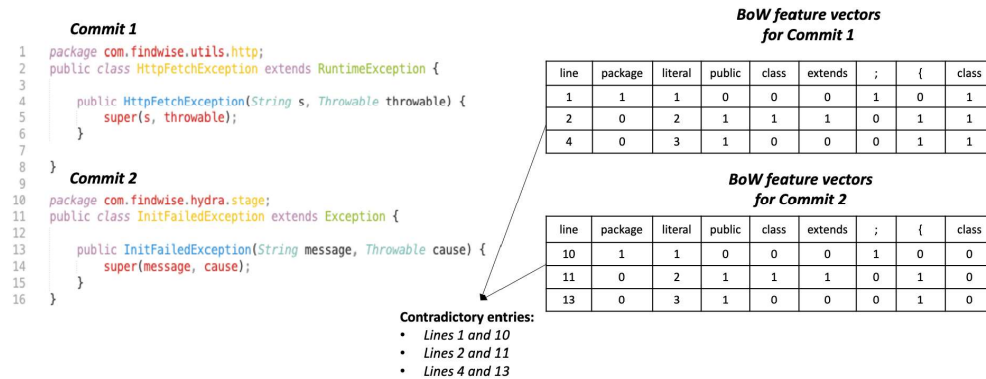 Commit 1
1 package com.findwise.utils.http;
2 public class HttpFetchException extends RuntimeException {
3
4 public HttpFetchException(String s, Throwable throwable) {
5 super(s, throwable);
6 }
7
8 }
9
Commit 2
10 package com.findwise.hydra.stage;
11 public class InitFailedException extends Exception {
12
13 public InitFailedException(String message, Throwable cause) {
14 super(message, cause);
15 }
16 }
BoW feature vectors
for Commit 1
line package literal public class extends ; { class
1 1 1 0 0 0 1 0 1
2 0 2 1 1 1 0 1 1
4 0 3 1 0 0 0 1 1
BoW feature vectors
for Commit 2
line package literal public class extends ; { class
10 1 1 0 0 0 1 0 0
11 0 2 1 1 1 0 1 0
13 0 3 1 0 0 0 1 0
Contradictory entries:
• Lines 1 and 10
• Lines 2 and 11
• Lines 4 and 13